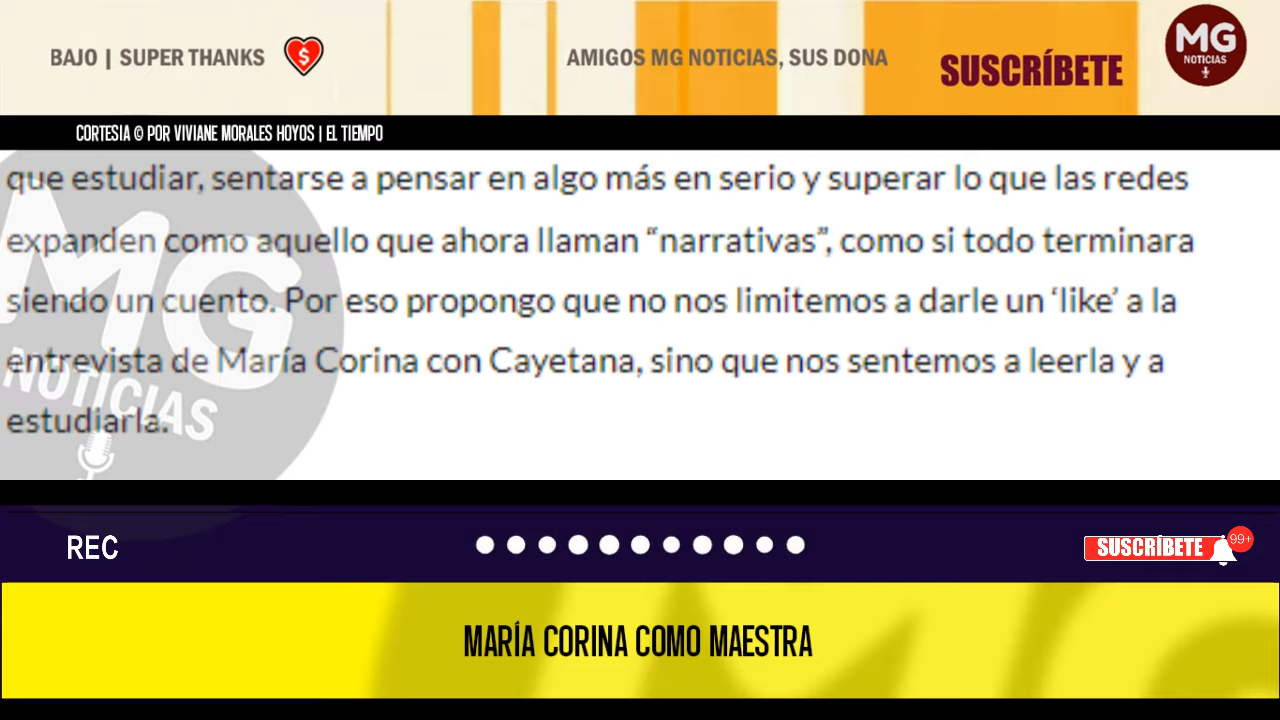 BAJO | SUPER THANKS $ AMIGOS MG NOTICIAS, SUS DONA
SUSCRÍBETE
MG
NOTICIAS
CORTESIA © POR VIVIANE MORALES HOYOS | EL TIEMPO
que estudiar, sentarse a pensar en algo más en serio y superar lo que las redes
expanden como aquello que ahora llaman “narrativas”, como si todo terminara
siendo un cuento. Por eso propongo que no nos limitemos a darle un ‘like’ a la
entrevista de María Corina con Cayetana, sino que nos sentemos a leerla y a
estudiarla.
MG
NOTICIAS
REC
SUSCRÍBETE 99+
MARÍA CORINA COMO MAESTRA